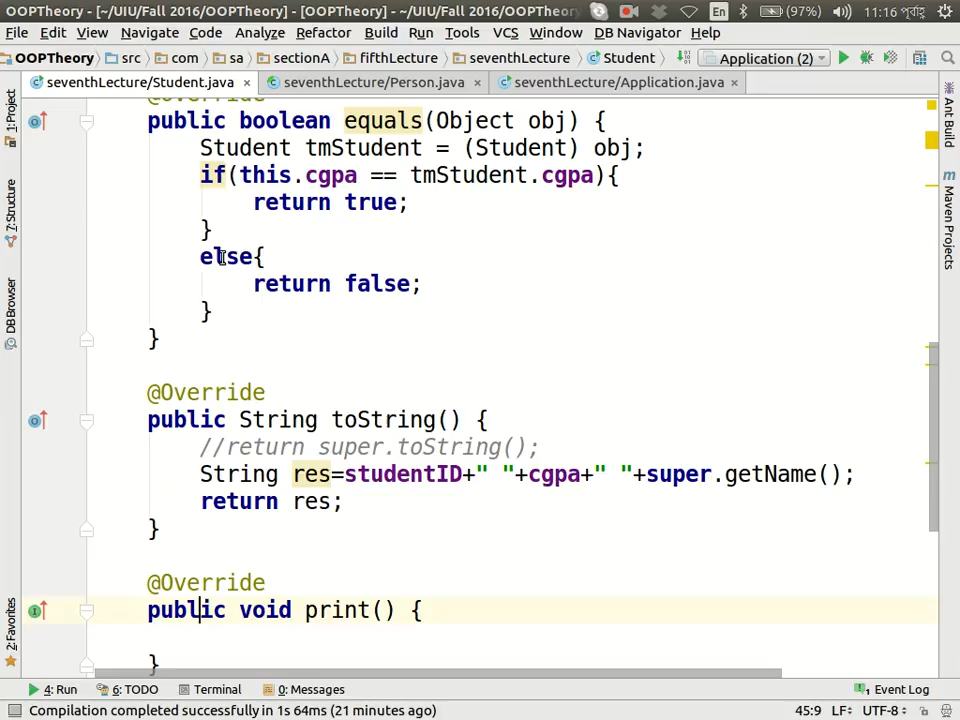 OOPTheory - [~/UIU/Fall 2016/OOPTheory] - [OOPTheory] - ~/UIU/Fall 2016/OOPTheory/ En (97%) 11:16 পূর্বাহ্ন
File Edit View Navigate Code Analyze Refactor Build Run Tools VCS Window DB Navigator Help
OOPTheory src com sa sectionA fifthLecture seventhLecture Student Application (2)
seventhLecture/Student.java × seventhLecture/Person.java × seventhLecture/Application.java ×
@Override
public boolean equals(Object obj) {
Student tmStudent = (Student) obj;
if(this.cgpa == tmStudent.cgpa){
return true;
}
else{
return false;
}
}
@Override
public String toString() {
//return super.toString();
String res=studentID+" "+cgpa+" "+super.getName();
return res;
}
@Override
public void print() {
}
1:Project
7:Structure
DB Browser
2:Favorites
Ant Build
Maven Projects
4: Run 6: TODO Terminal 0: Messages 1 Event Log
Compilation completed successfully in 1s 64ms (21 minutes ago) 45:9 LF÷ UTF-8÷